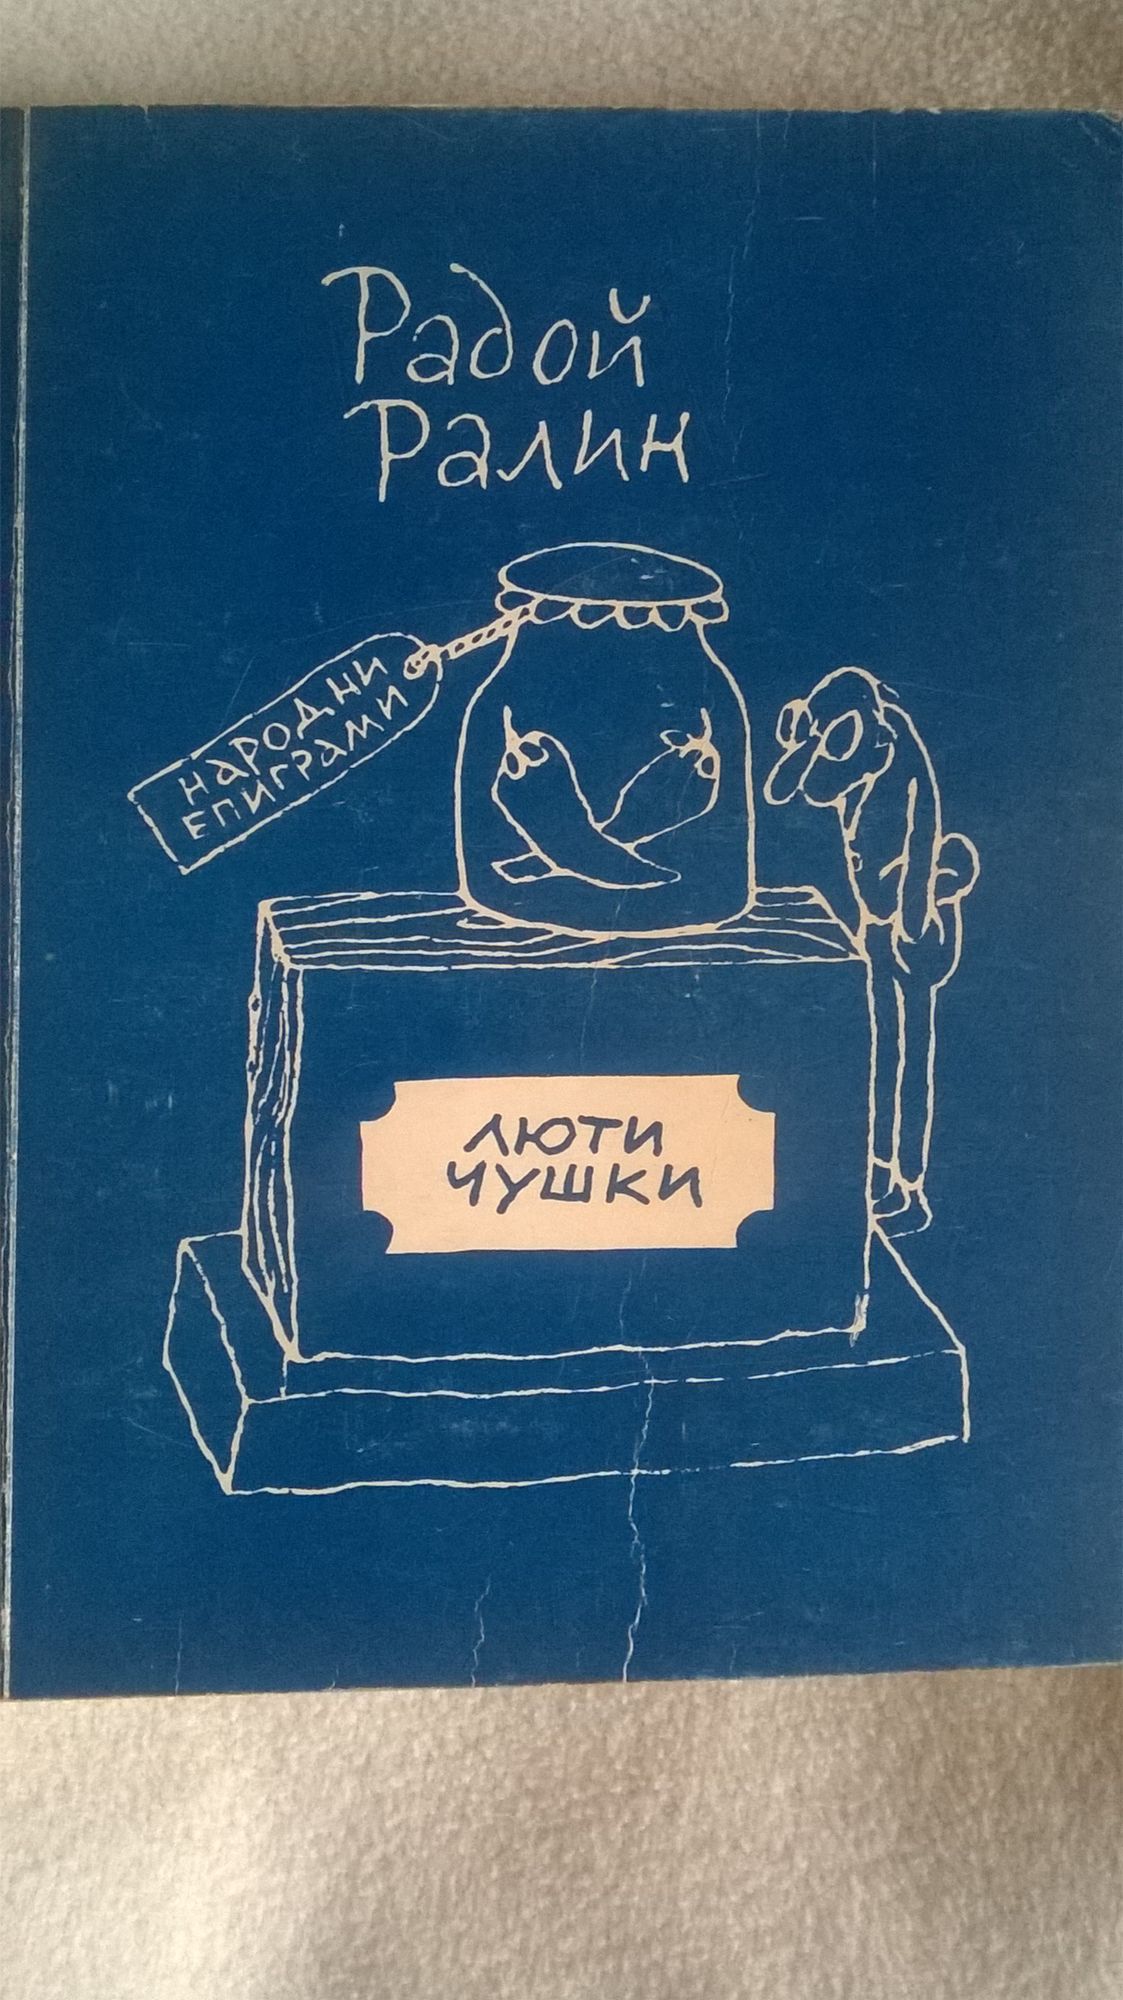 Радой
Ралин
НАРОДНИ
ЕПИГРАМИ
ЛЮТИ
ЧУШКИ